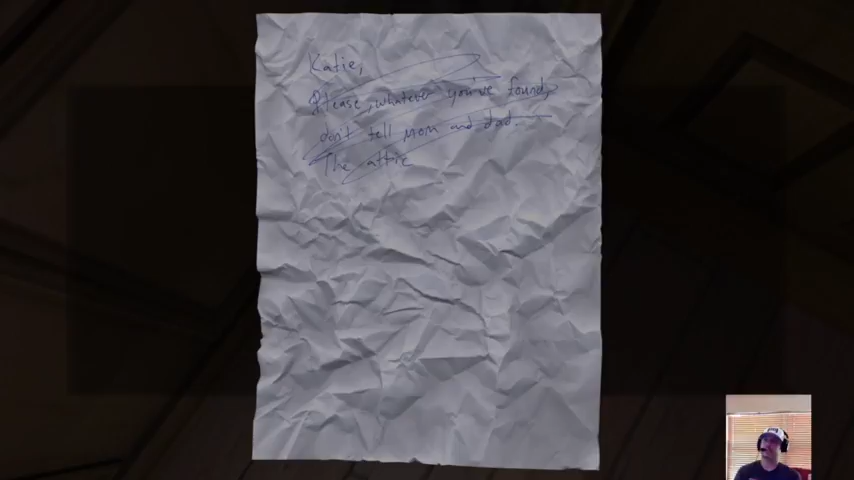 Katie,
Please, whatever you've found,
don't tell Mom and dad.
The attic